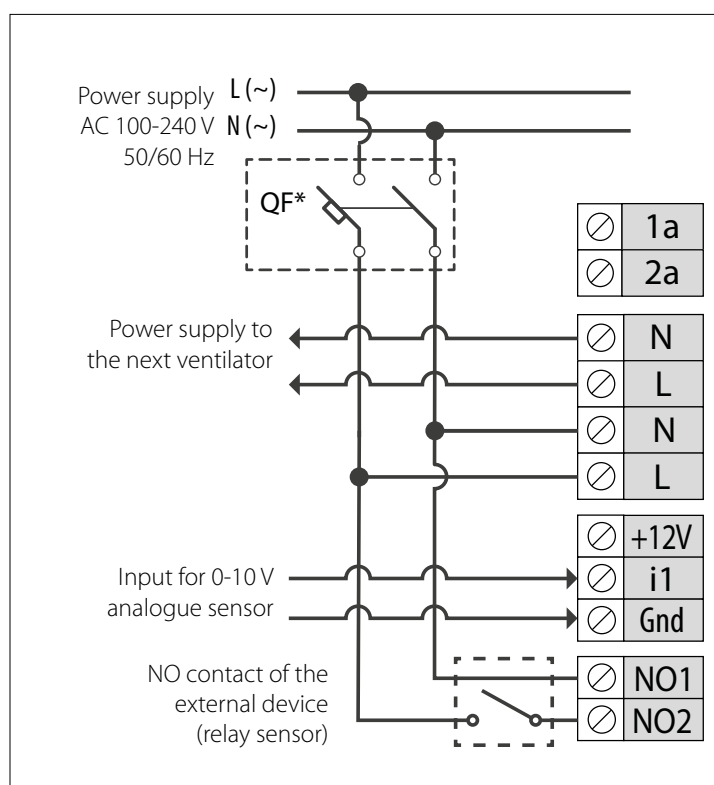 Power supply L (~)
AC 100-240 V N (~)
50/60 Hz
QF*
1a
2a
Power supply to
the next ventilator
N
L
N
L
+12V
Input for 0-10 V
analogue sensor
i1
Gnd
NO contact of the
external device
(relay sensor)
NO1
NO2